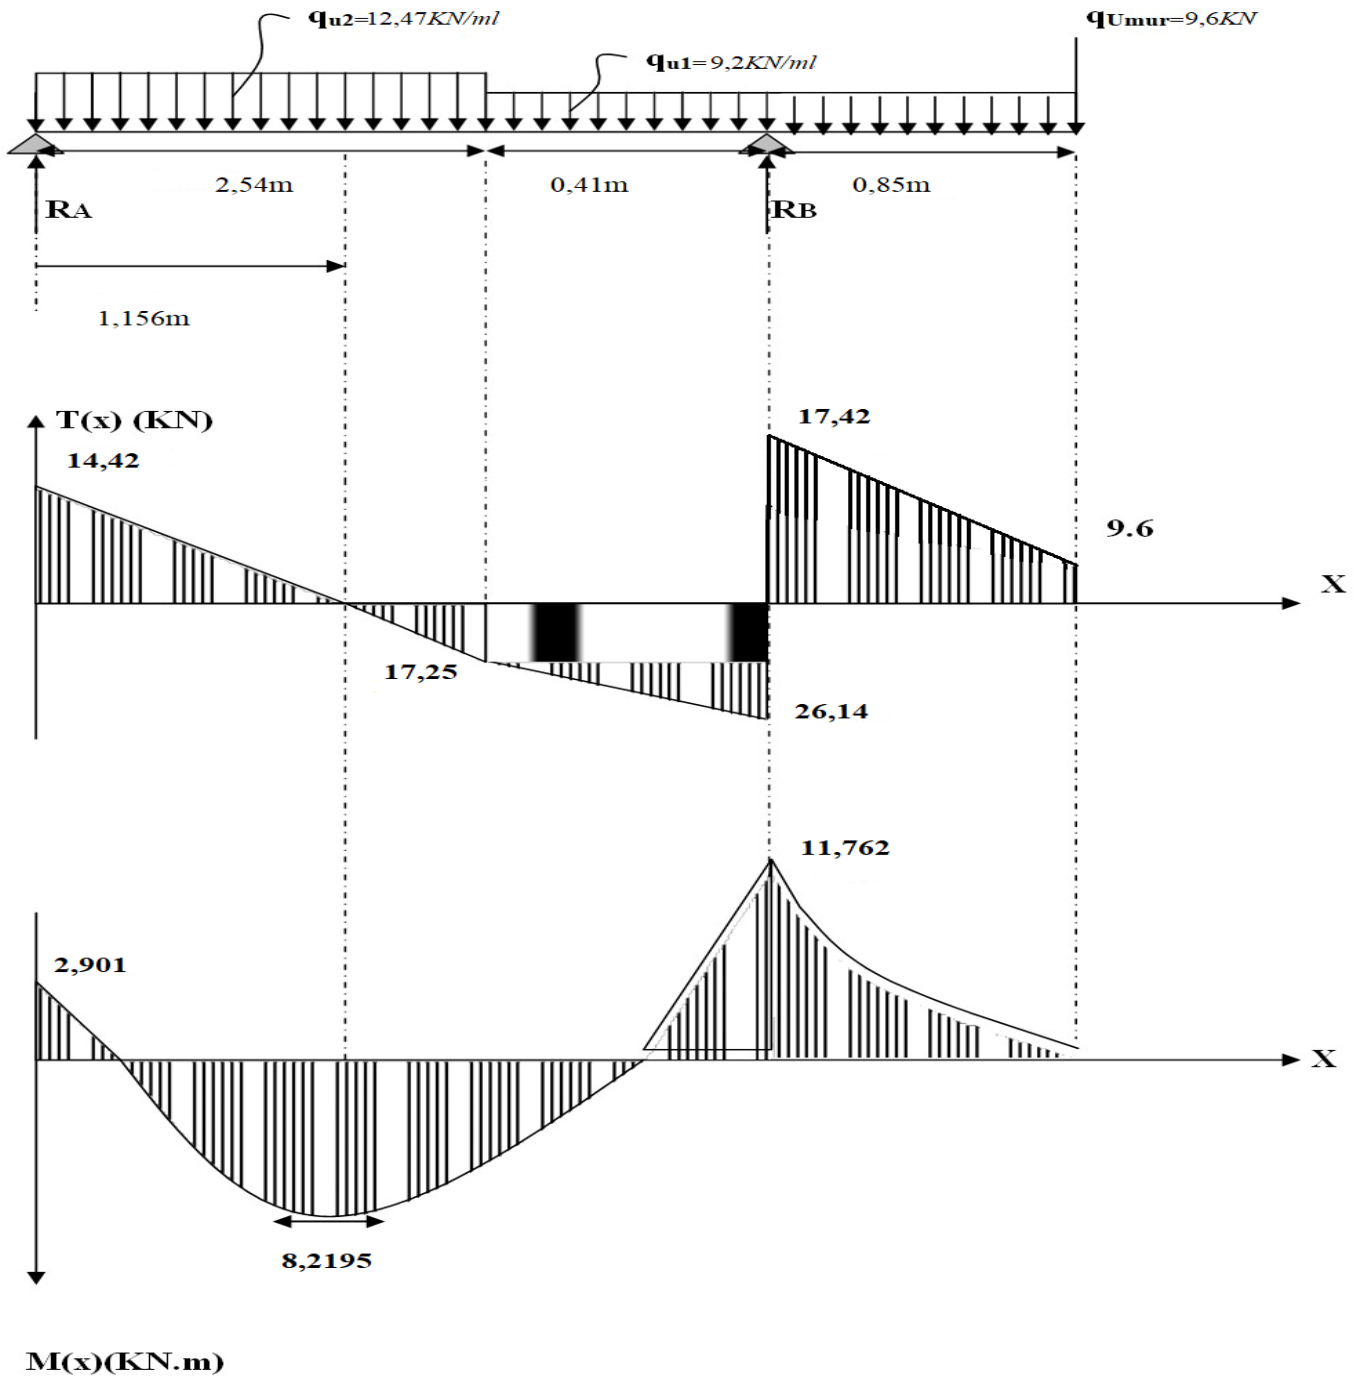 qu2=12,47KN/ml
qUmur=9,6KN
qu1=9,2KN/ml
2,54m
0,41m
0,85m
RA
RB
1,156m
T(x) (KN)
17,42
14,42
9.6
X
17,25
26,14
11,762
2,901
X
8,2195
M(x)(KN.m)